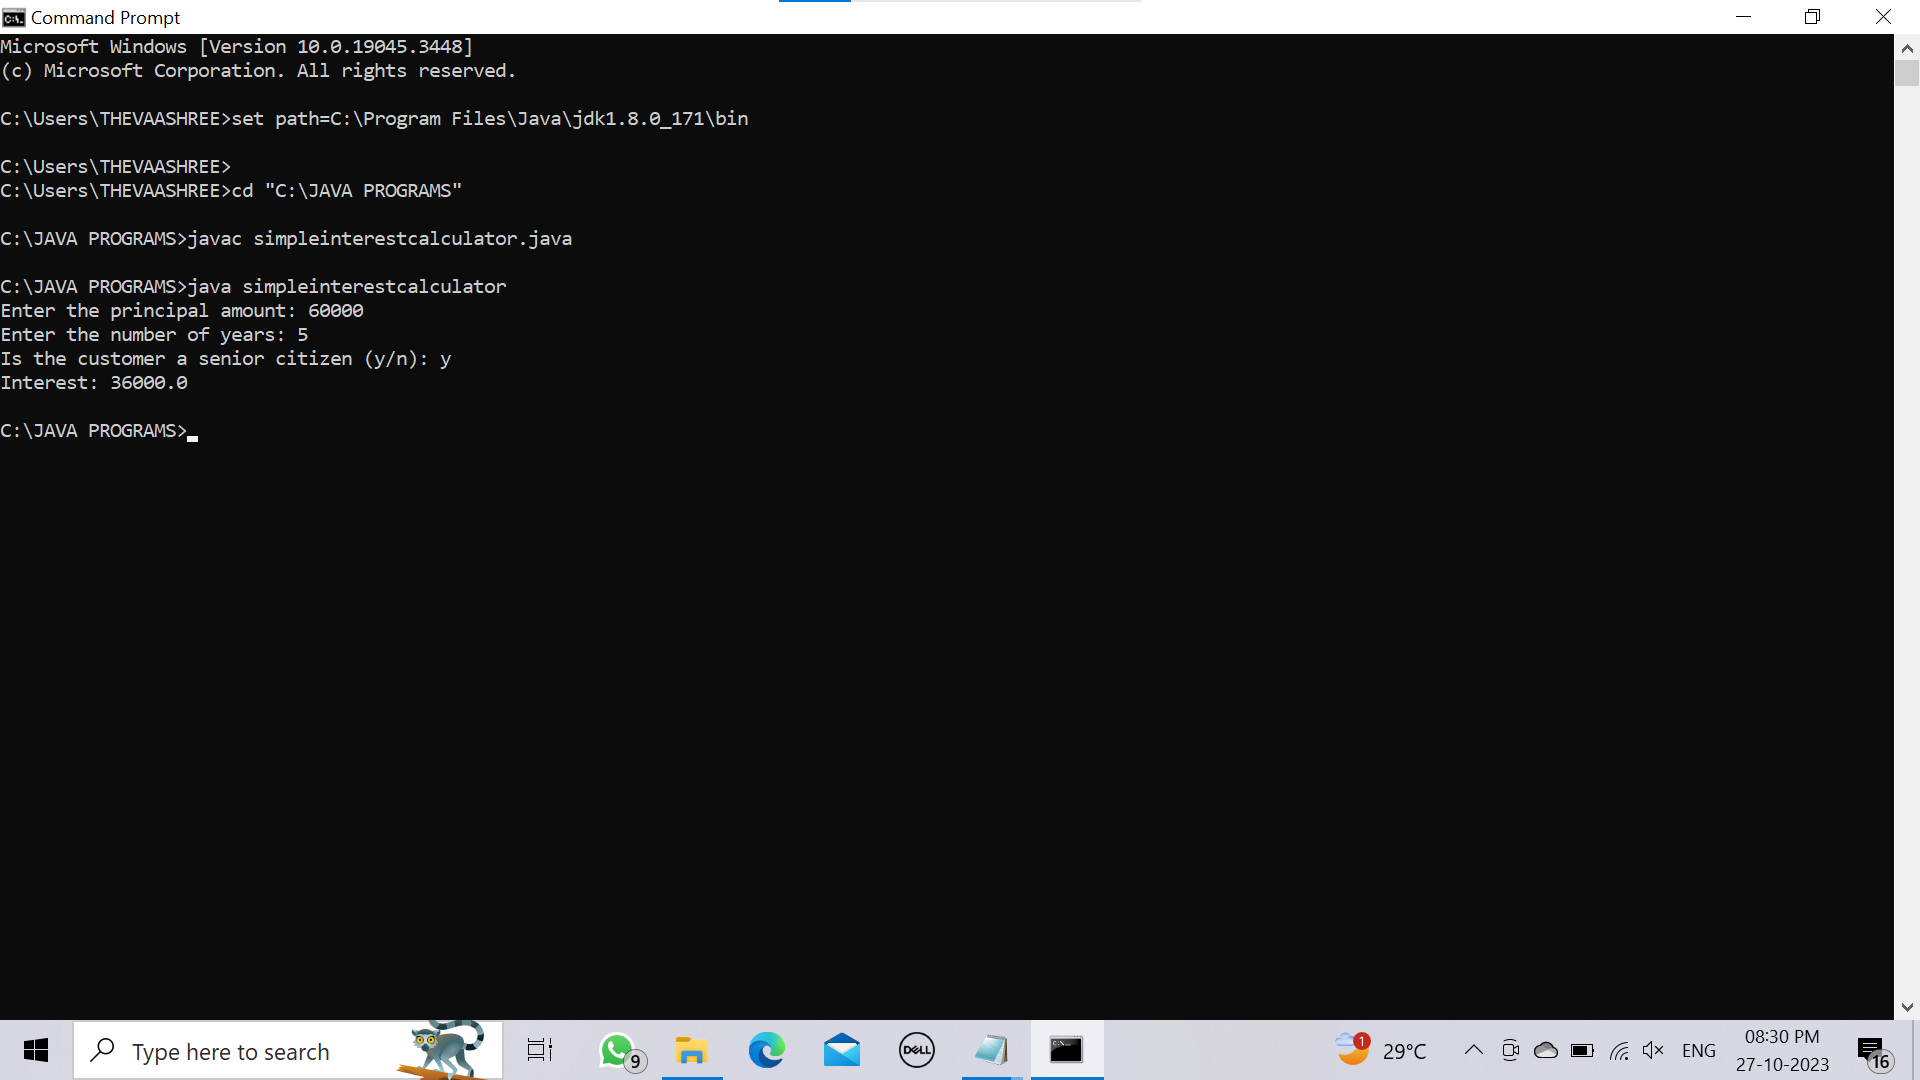 Command Prompt
Microsoft Windows [Version 10.0.19045.3448]
(c) Microsoft Corporation. All rights reserved.
C:\Users\THEVAASHREE>set path=C:\Program Files\Java\jdk1.8.0_171\bin
C:\Users\THEVAASHREE>
C:\Users\THEVAASHREE>cd "C:\JAVA PROGRAMS"
C:\JAVA PROGRAMS>javac simpleinterestcalculator.java
C:\JAVA PROGRAMS>java simpleinterestcalculator
Enter the principal amount: 60000
Enter the number of years: 5
Is the customer a senior citizen (y/n): y
Interest: 36000.0
C:\JAVA PROGRAMS>
Type here to search
9
DELL
1
29°C
ENG
08:30 PM
27-10-2023
16